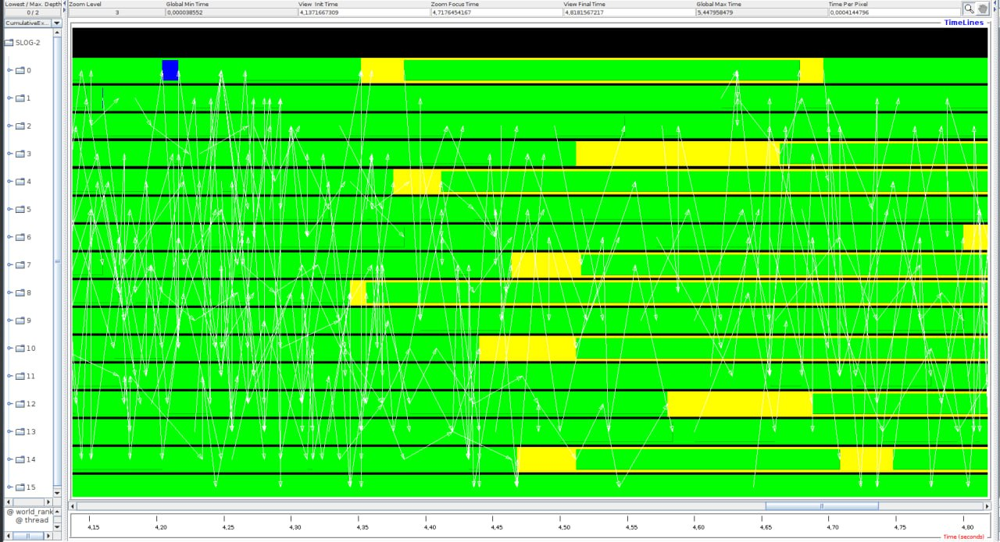 Lowest / Max. Depth
Zoom Level
Global Min Time
View Init Time
Zoom Focus Time
View Final Time
Global Max Time
Time Per Pixel
0 / 2
3
0,000038552
4,1371667309
4,7176454167
4,8181567217
5,447958479
0,0004144796
CumulativeEx...
TimeLines
SLOG-2
0
1
2
3
4
5
6
7
8
9
10
11
12
13
14
15
@ world_rank
@ thread
4,15
4,20
4,25
4,30
4,35
4,40
4,45
4,50
4,55
4,60
4,65
4,70
4,75
4,80
Time (seconds)